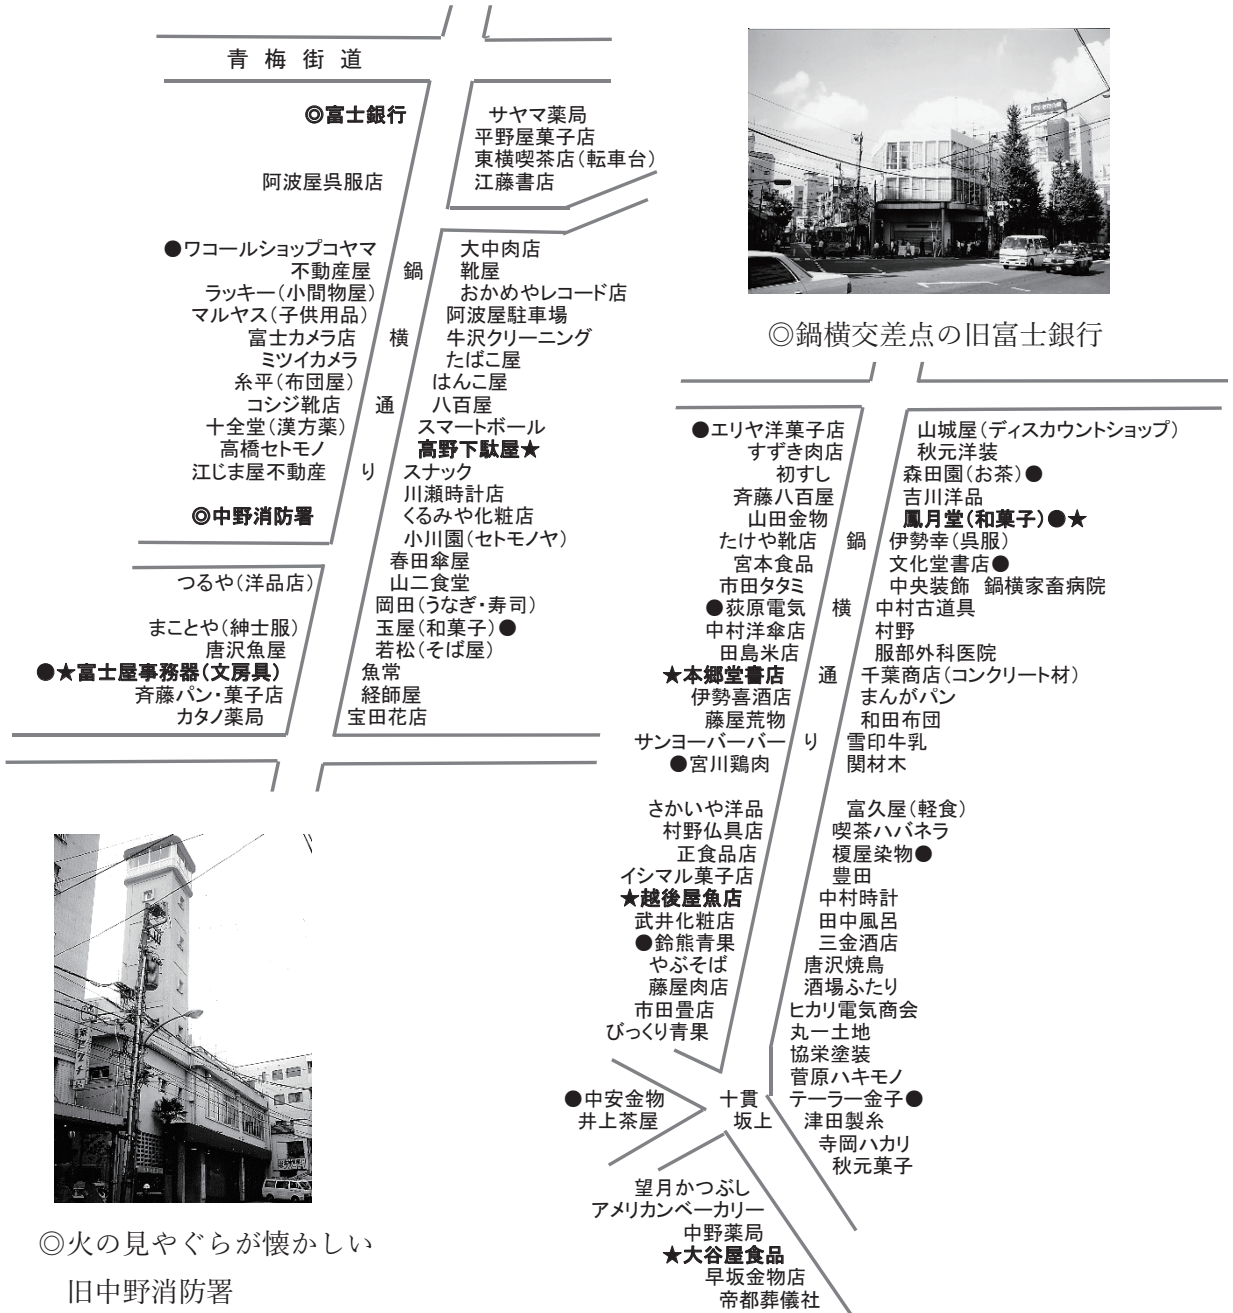 青梅街道
◎富士銀行
阿波屋呉服店
●ワコールショップコヤマ
不動産屋
ラッキー(小間物屋)
マルヤス(子供用品)
富士カメラ店
ミツイカメラ
糸平(布団屋)
コシジ靴店
十全堂(漢方薬)
高橋セトモノ
江じま屋不動産
◎中野消防署
つるや(洋品店)
まことや(紳士服)
唐沢魚屋
●★富士屋事務器(文房具)
斉藤パン・菓子店
カタノ薬局
鍋横通り
サヤマ薬局
平野屋菓子店
東横喫茶店(転車台)
江藤書店
大中肉店
靴屋
おかめやレコード店
阿波屋駐車場
牛沢クリーニング
たばこ屋
はんこ屋
八百屋
スマートボール
高野下駄屋★
スナック
川瀬時計店
くるみや化粧店
小川園(セトモノヤ)
春田傘屋
山二食堂
岡田(うなぎ・寿司)
玉屋(和菓子)●
若松(そば屋)
魚常
経師屋
宝田花店
◎鍋横交差点の旧富士銀行
●エリヤ洋菓子店
すずき肉店
初すし
斉藤八百屋
山田金物
たけや靴店
宮本食品
市田タタミ
●荻原電気
中村洋傘店
田島米店
★本郷堂書店
伊勢喜酒店
藤屋荒物
サンヨーバーバー
●宮川鶏肉
さかいや洋品
村野仏具店
正食品店
イシマル菓子店
★越後屋魚店
武井化粧店
●鈴熊青果
やぶそば
藤屋肉店
市田畳店
びっくり青果
鍋横通り
山城屋(ディスカウントショップ)
秋元洋装
森田園(お茶)●
吉川洋品
鳳月堂(和菓子)●★
伊勢幸(呉服)
文化堂書店●
中央装飾 鍋横家畜病院
中村古道具
村野
服部外科医院
千葉商店(コンクリート材)
まんがパン
和田布団
雪印牛乳
関材木
富久屋(軽食)
喫茶ハバネラ
榎屋染物●
豊田
中村時計
田中風呂
三金酒店
唐沢焼鳥
酒場ふたり
ヒカリ電気商会
丸一土地
協栄塗装
菅原ハキモノ
テーラー金子●
津田製糸
寺岡ハカリ
秋元菓子
●中安金物
井上茶屋
十貫
坂上
望月かつぶし
アメリカンベーカリー
中野薬局
★大谷屋食品
早坂金物店
帝都葬儀社
◎火の見やぐらが懐かしい
旧中野消防署